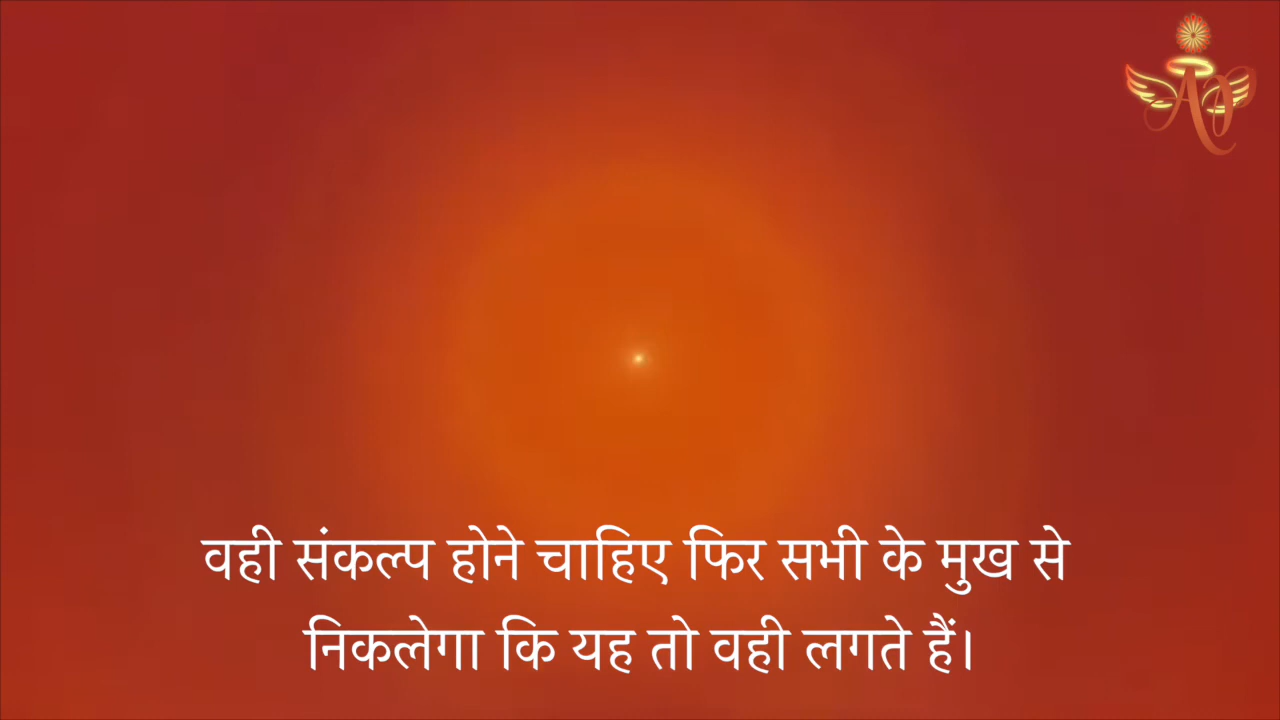 वही संकल्प होने चाहिए फिर सभी के मुख से
निकलेगा कि यह तो वही लगते हैं।